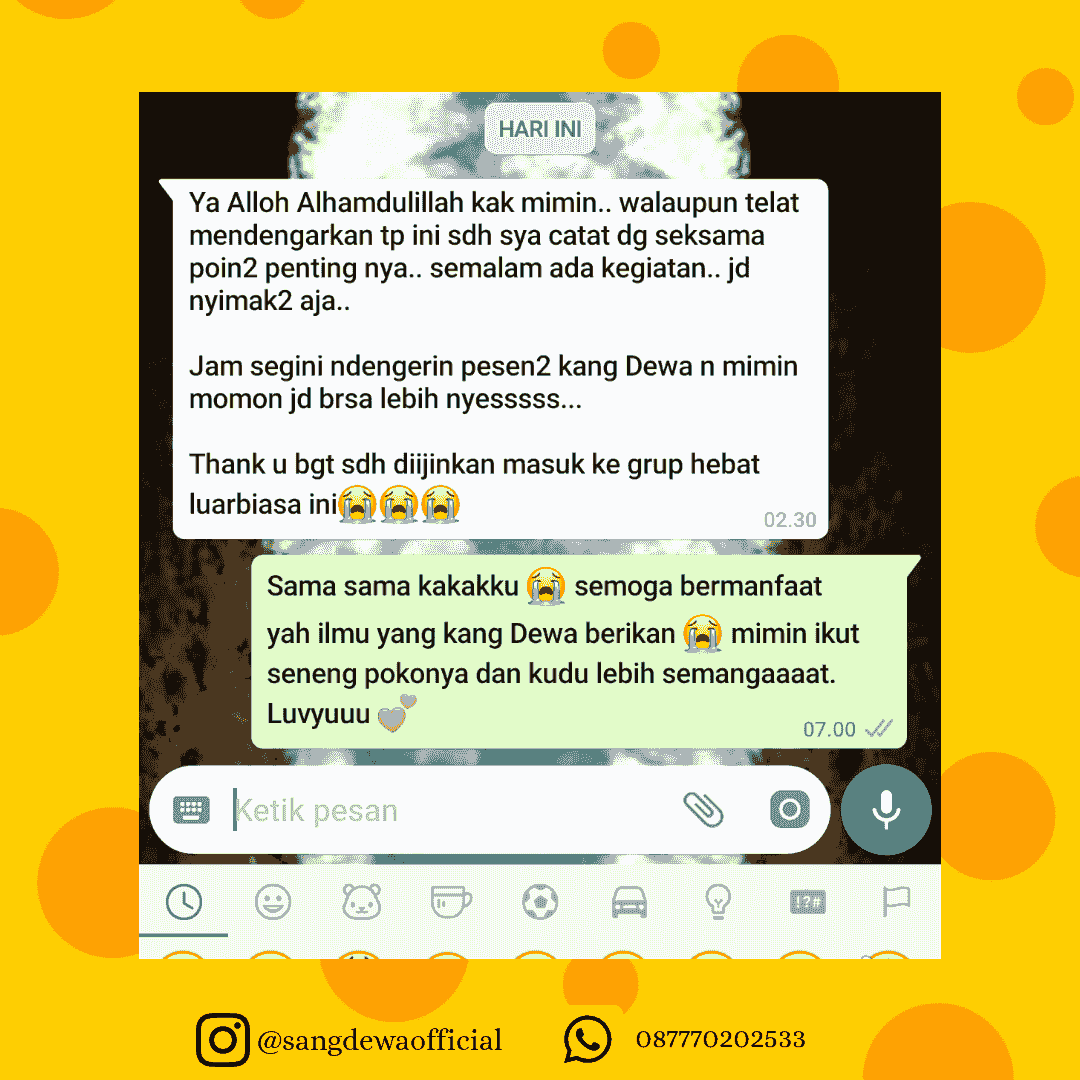 HARI INI
Ya Alloh Alhamdulillah kak mimin.. walaupun telat
mendengarkan tp ini sdh sya catat dg seksama
poin2 penting nya.. semalam ada kegiatan.. jd
nyimak2 aja..
Jam segini ndengerin pesen2 kang Dewa n mimin
momon jd brsa lebih nyesssss...
Thank u bgt sdh diijinkan masuk ke grup hebat
luarbiasa ini😭😭😭
02.30
Sama sama kakakku 😭 semoga bermanfaat
yah ilmu yang kang Dewa berikan 😭 mimin ikut
seneng pokonya dan kudu lebih semangaaaat.
Luvyuuu 💕
07.00
Ketik pesan
!?#
@sangdewaofficial
087770202533